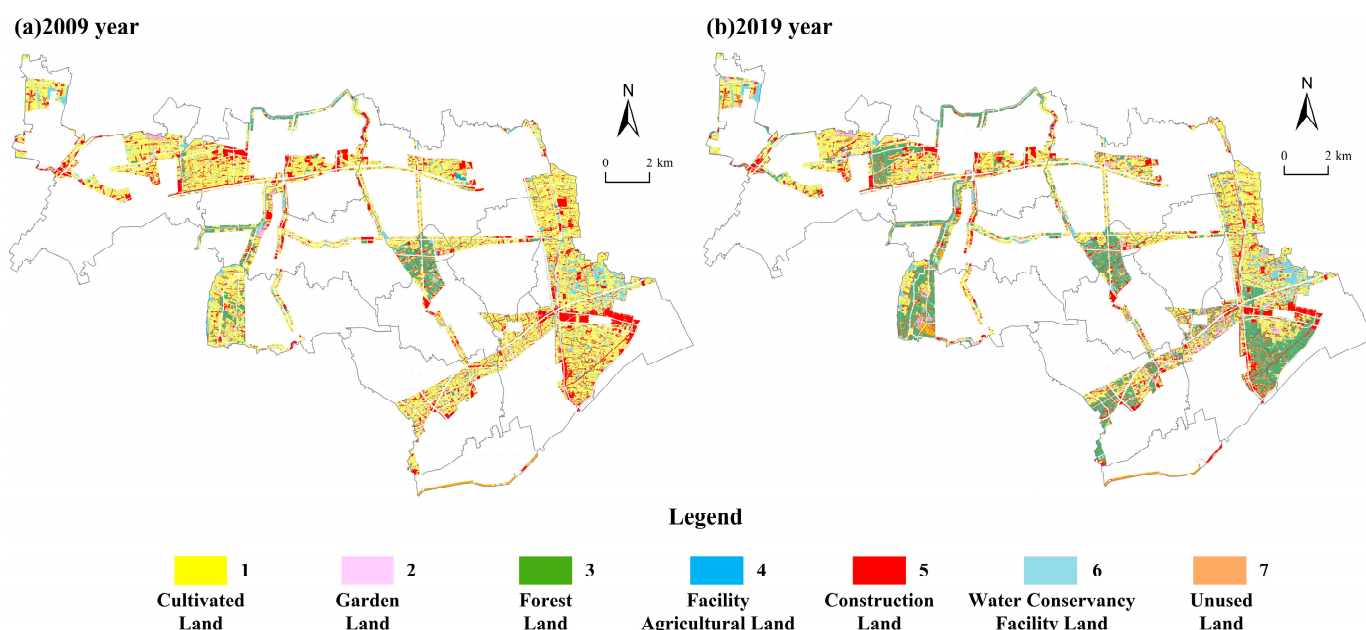 (a)2009 year
(b)2019 year
N
0 2 km
N
0 2 km
Legend
1 2 3 4 5 6 7
Cultivated Garden Forest Facility Construction Water Conservancy Unused
Land Land Land Agricultural Land Land Facility Land Land